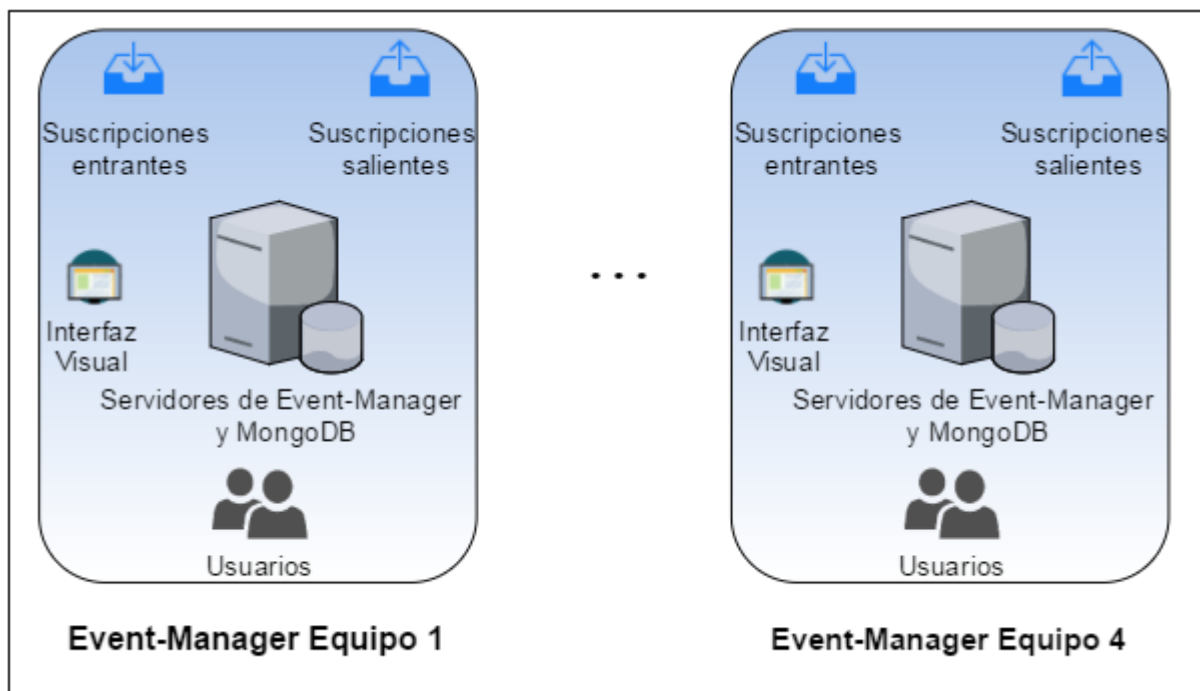 Suscripciones
entrantes
Suscripciones
salientes
Interfaz
Visual
Servidores de Event-Manager
y MongoDB
Usuarios
Event-Manager Equipo 1
...
Suscripciones
entrantes
Suscripciones
salientes
Interfaz
Visual
Servidores de Event-Manager
y MongoDB
Usuarios
Event-Manager Equipo 4